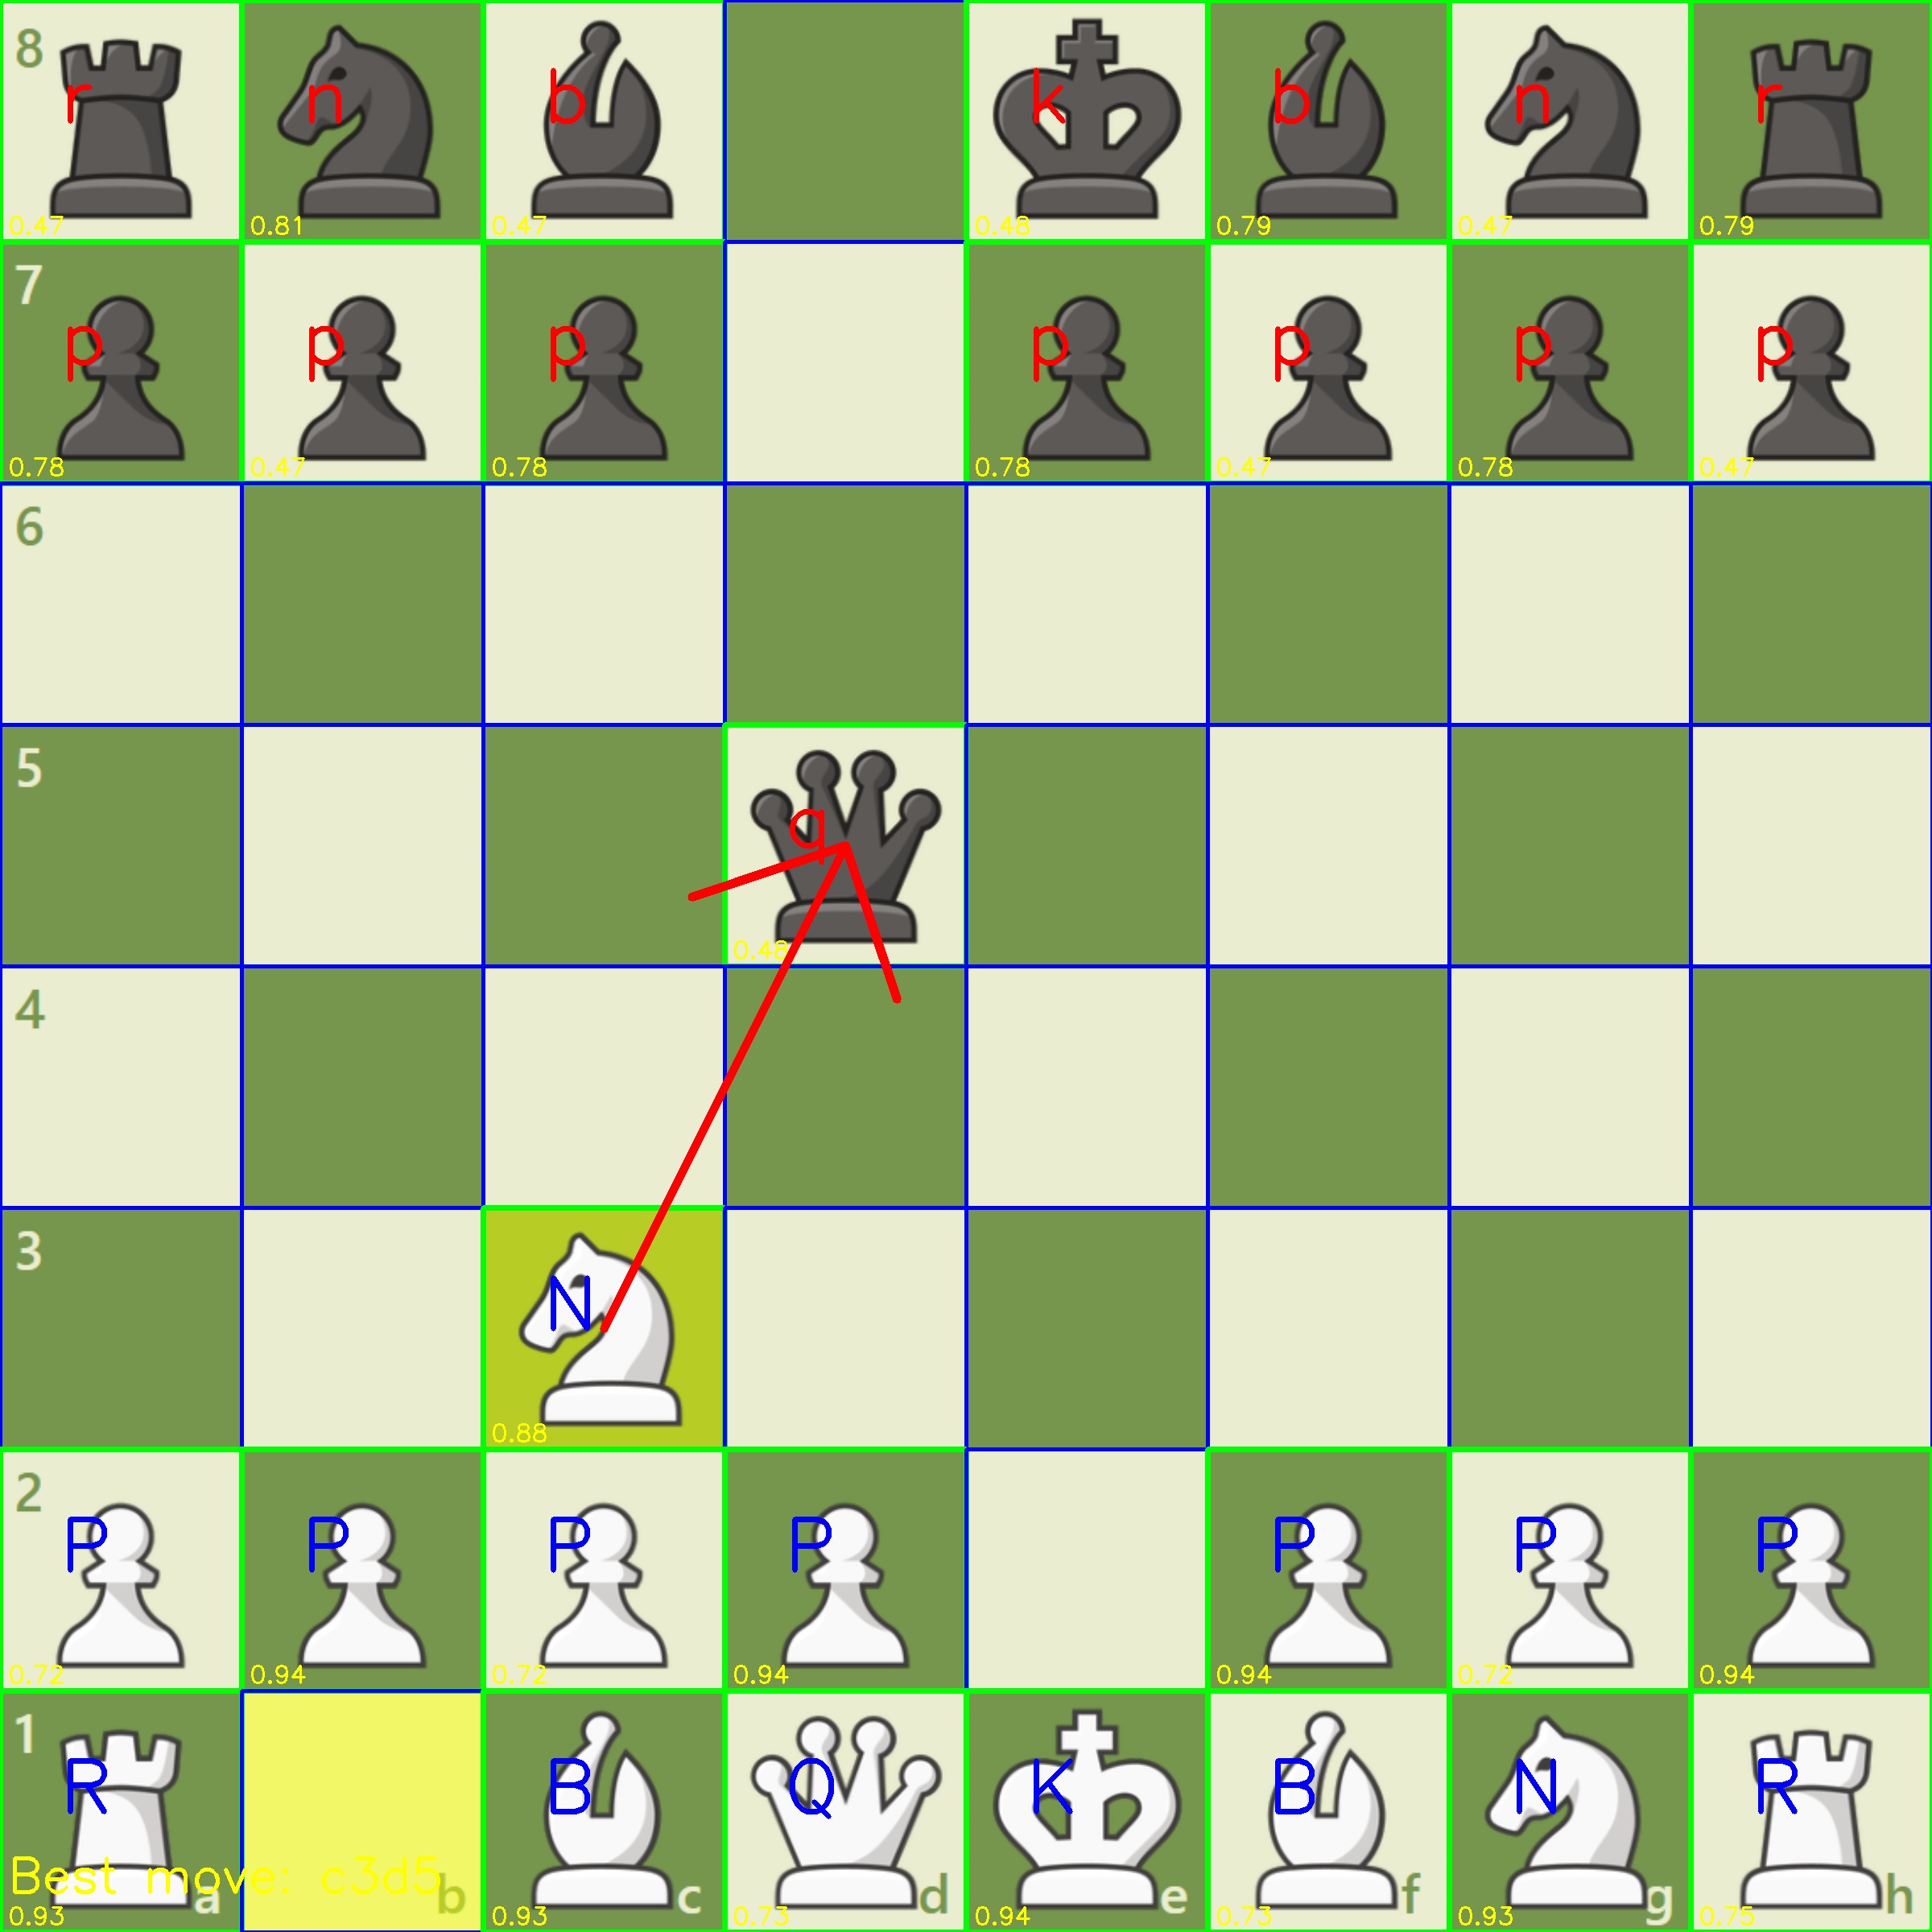 8 r n b k b n r
0.47 0.81 0.47 0.48 0.79 0.47 0.79
7 p p p p p p p
0.78 0.47 0.78 0.78 0.47 0.78 0.47
6
5 q
0.48
4
3 N
0.88
2 P P P P P P P
0.72 0.94 0.72 0.94 0.94 0.72 0.94
1 R B Q K B N R
Best move: c3d5
a b c d e f g h
0.93 0.93 0.73 0.94 0.73 0.93 0.75